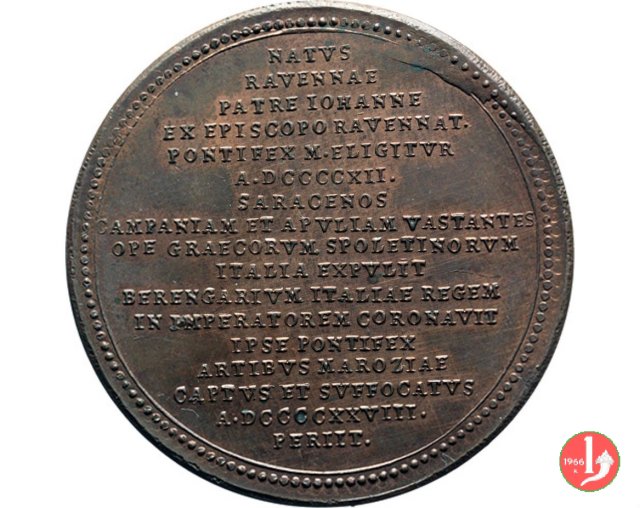 NATVS
RAVENNAE
PATRE IOHANNE
EX EPISCOPO RAVENNAT.
PONTIFEX M. ELIGITVR
A. DCCCCXII.
SARACENOS
CAMPANIAM ET APVLIAM VASTANTES
OPE GRAECORVM SPOLETINORVM
ITALIA EXPVLIT
BERENGARIVM ITALIAE REGEM
IN IMPERATOREM CORONAVIT
IPSE PONTIFEX
ARTIBVS MAROZIAE
CAPTVS ET SVFFOCATVS
A. DCCCCXXVIII.
PERIIT.
1966